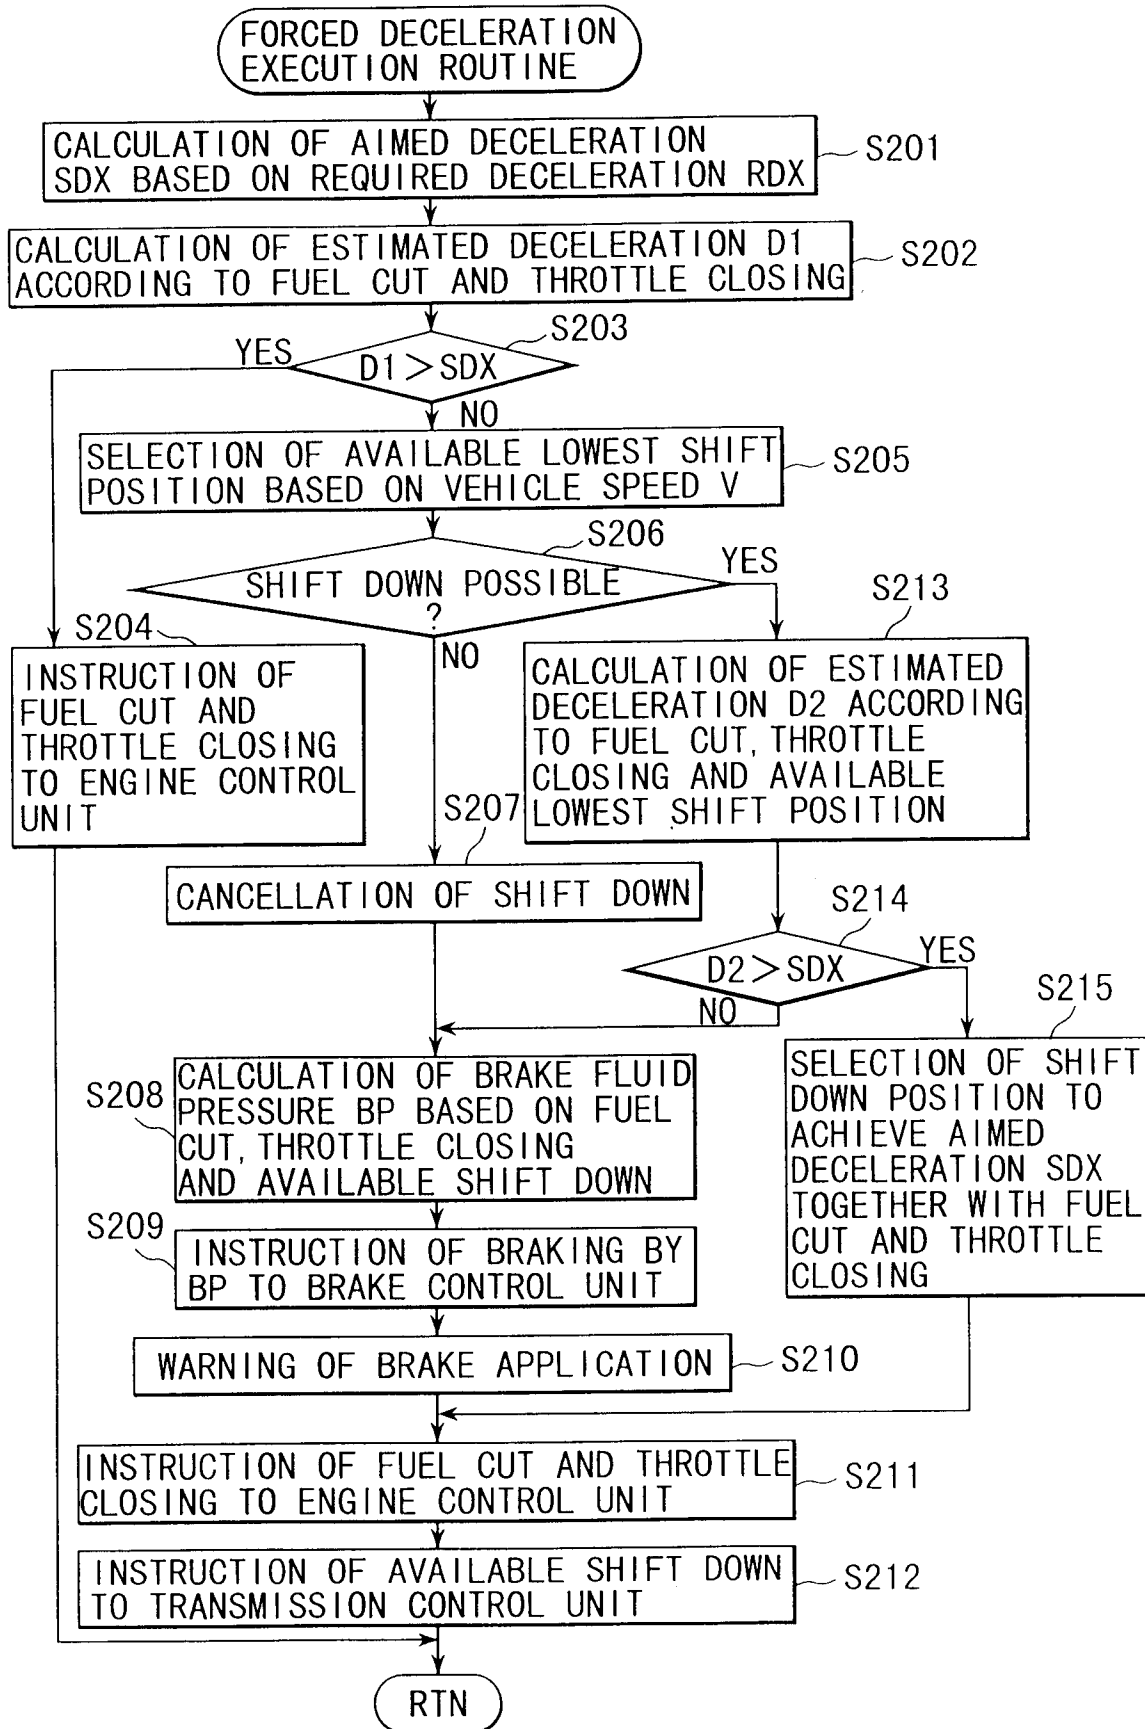 FORCED DECELERATION
EXECUTION ROUTINE
CALCULATION OF AIMED DECELERATION
SDX BASED ON REQUIRED DECELERATION RDX
S201
CALCULATION OF ESTIMATED DECELERATION D1
ACCORDING TO FUEL CUT AND THROTTLE CLOSING
S202
S203
YES
D1>SDX
NO
SELECTION OF AVAILABLE LOWEST SHIFT
POSITION BASED ON VEHICLE SPEED V
S205
S206
YES
SHIFT DOWN POSSIBLE
?
NO
S204
INSTRUCTION OF
FUEL CUT AND
THROTTLE CLOSING
TO ENGINE CONTROL
UNIT
S213
CALCULATION OF ESTIMATED
DECELERATION D2 ACCORDING
TO FUEL CUT, THROTTLE
CLOSING AND AVAILABLE
LOWEST SHIFT POSITION
S207
CANCELLATION OF SHIFT DOWN
S214
D2>SDX
YES
NO
S215
SELECTION OF SHIFT
DOWN POSITION TO
ACHIEVE AIMED
DECELERATION SDX
TOGETHER WITH FUEL
CUT AND THROTTLE
CLOSING
S208
CALCULATION OF BRAKE FLUID
PRESSURE BP BASED ON FUEL
CUT, THROTTLE CLOSING
AND AVAILABLE SHIFT DOWN
S209
INSTRUCTION OF BRAKING BY
BP TO BRAKE CONTROL UNIT
WARNING OF BRAKE APPLICATION
S210
INSTRUCTION OF FUEL CUT AND THROTTLE
CLOSING TO ENGINE CONTROL UNIT
S211
INSTRUCTION OF AVAILABLE SHIFT DOWN
TO TRANSMISSION CONTROL UNIT
S212
RTN